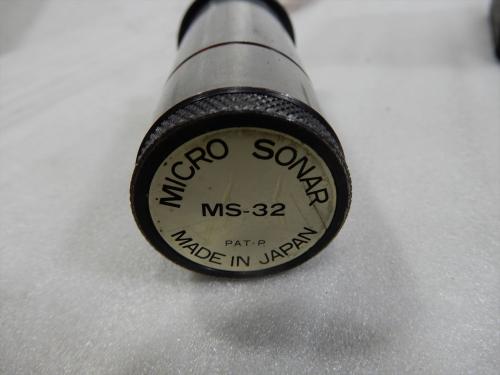 MICRO SONAR
MS-32
PAT-P.
MADE IN JAPAN